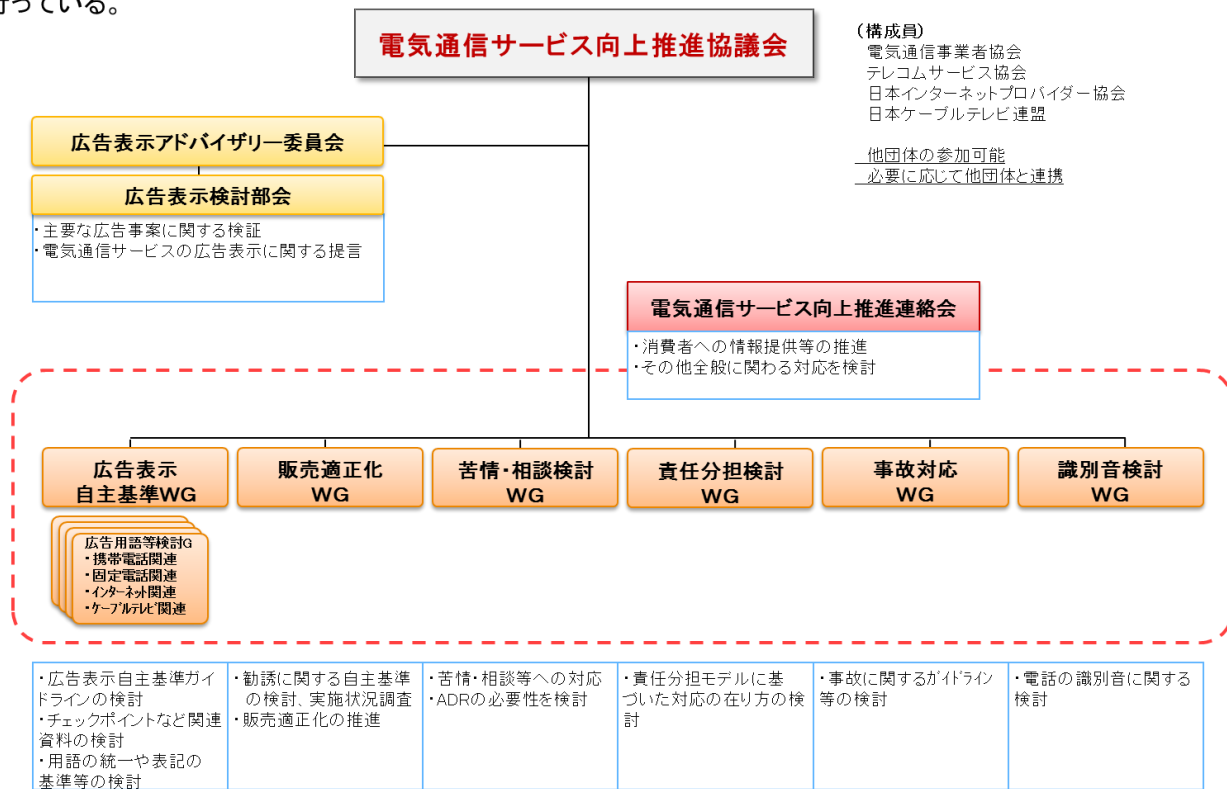 行っている。
電気通信サービス向上推進協議会
(構成員)
電気通信事業者協会
テレコムサービス協会
日本インターネットプロバイダー協会
日本ケーブルテレビ連盟
他団体の参加可能
必要に応じて他団体と連携
広告表示アドバイザリー委員会
広告表示検討部会
・主要な広告事案に関する検証
・電気通信サービスの広告表示に関する提言
電気通信サービス向上推進連絡会
・消費者への情報提供等の推進
・その他全般に関わる対応を検討
広告表示
自主基準WG
販売適正化
WG
苦情・相談検討
WG
責任分担検討
WG
事故対応
WG
識別音検討
WG
広告用語等検討G
・携帯電話関連
・固定電話関連
・インターネット関連
・ケーブルテレビ関連
・広告表示自主基準ガイ
ドラインの検討
・チェックポイントなど関連
資料の検討
・用語の統一や表記の
基準等の検討
・勧誘に関する自主基準
の検討、実施状況調査
・販売適正化の推進
・苦情・相談等への対応
・ADRの必要性を検討
・責任分担モデルに基
づいた対応の在り方の検
討
・事故に関するガイドライン
等の検討
・電話の識別音に関する
検討